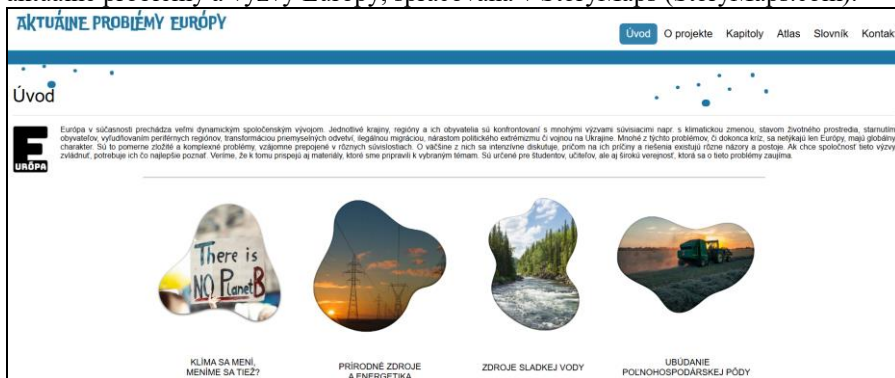 aktuálne problémy a výzvy Európy, spracovaná v StoryMaps (StoryMaps.com).
AKTUÁLNE PROBLÉMY EURÓPY
Úvod O projekte Kapitoly Atlas Slovník Kontakt
Úvod
Európa v súčasnosti prechádza veľmi dynamickým spoločenským vývojom. Jednotlivé krajiny, regióny a ich obyvatelia sú konfrontovaní s mnohými výzvami súvisiacimi napr. s klimatickou zmenou, stavom životného prostredia, starnutím
obyvateľov, vyľudňovaním periférnych regiónov, transformáciou priemyselných odvetví, ilegálnou migráciou, nárastom politického extrémizmu či vojnou na Ukrajine. Mnohé z týchto problémov, či dokonca kríz, sa netýkajú len Európy, majú globálny
charakter. Sú to pomerne zložité a komplexné problémy, vzájomne prepojené v rôznych súvislostiach. O väčšine z nich sa intenzívne diskutuje, pričom na ich príčiny a riešenia existujú rôzne názory a postoje. Ak chce spoločnosť tieto výzvy
zvládnuť, potrebuje ich čo najlepšie poznať. Veríme, že k tomu prispejú aj materiály, ktoré sme pripravili k vybraným témam. Sú určené pre študentov, učiteľov, ale aj širokú verejnosť, ktorá sa o tieto problémy zaujíma.
E
URÓPA
There is
NO PlanetB
KLÍMA SA MENÍ,
MENÍME SA TIEŽ?
PRÍRODNÉ ZDROJE
A ENERGETIKA
ZDROJE SLADKEJ VODY
UBÚDANIE
POĽNOHOSPODÁRSKEJ PÔDY